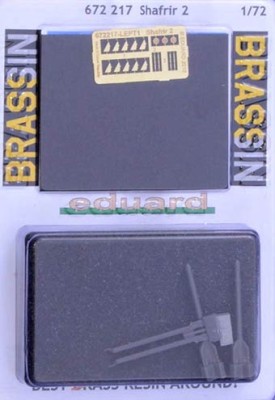 672 217 Shafrir 2 1/72
BRASSIN
672217-LEPT1 Shafrir 2
BRASSIN
eduard
BEST BRASS RESIN AROUND!